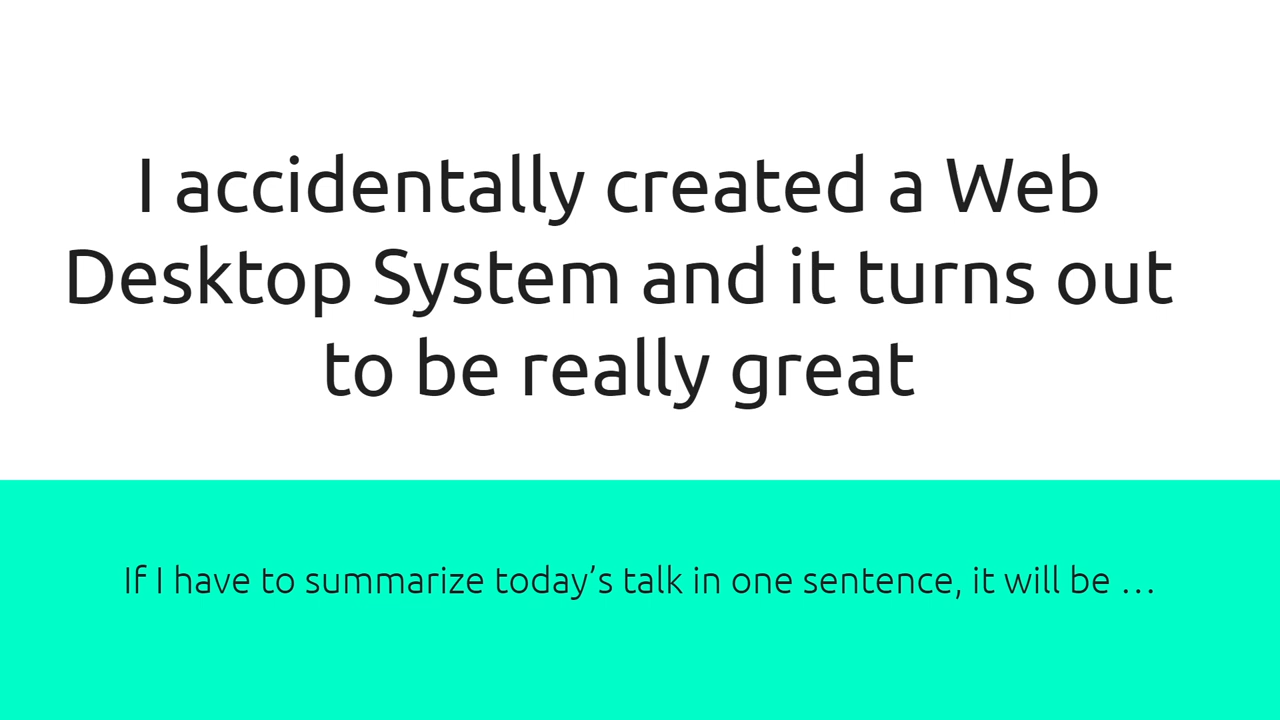 I accidentally created a Web
Desktop System and it turns out
to be really great
If I have to summarize today’s talk in one sentence, it will be …